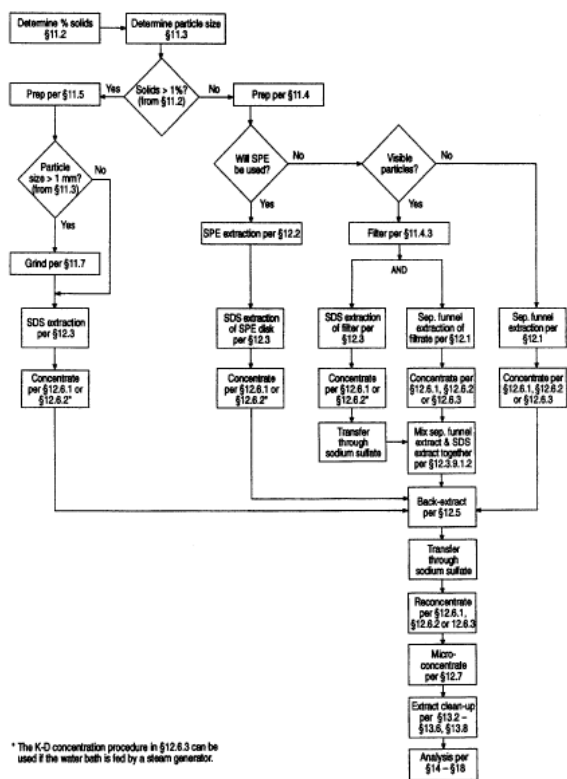 Determine % solids
§11.2
Determine particle size
§11.3
Solids > 1%?
(from §11.2)
Yes
No
Prep per §11.5
Prep per §11.4
Particle
size > 1 mm?
(from §11.3)
No
Yes
Will SPE
be used?
No
Yes
Visible
particles?
No
Yes
Grind per §11.7
SPE extraction per §12.2
Filter per §11.4.3
AND
SDS extraction
per §12.3
SDS extraction
of SPE disk
per §12.3
SDS extraction
of filter per
§12.3
Sep. funnel
extraction of
filtrate per §12.1
Sep. funnel
extraction per
§12.1
Concentrate
per §12.6.1 or
§12.6.2*
Concentrate
per §12.6.1 or
§12.6.2*
Concentrate
per §12.6.1 or
§12.6.2*
Concentrate per
§12.6.1, §12.6.2
or §12.6.3
Concentrate per
§12.6.1, §12.6.2
or §12.6.3
Transfer
through
sodium sulfate
Mix sep. funnel
extract & SDS
extract together
per §12.3.9.1.2
Back-extract
per §12.5
Transfer
through
sodium sulfate
Reconcentrate
per §12.6.1,
§12.6.2 or 12.6.3
Micro-
concentrate
per §12.7
Extract clean-up
per §13.2 –
§13.6, §13.8
Analysis per
§14 – §18
* The K-D concentration procedure in §12.6.3 can be
used if the water bath is fed by a steam generator.